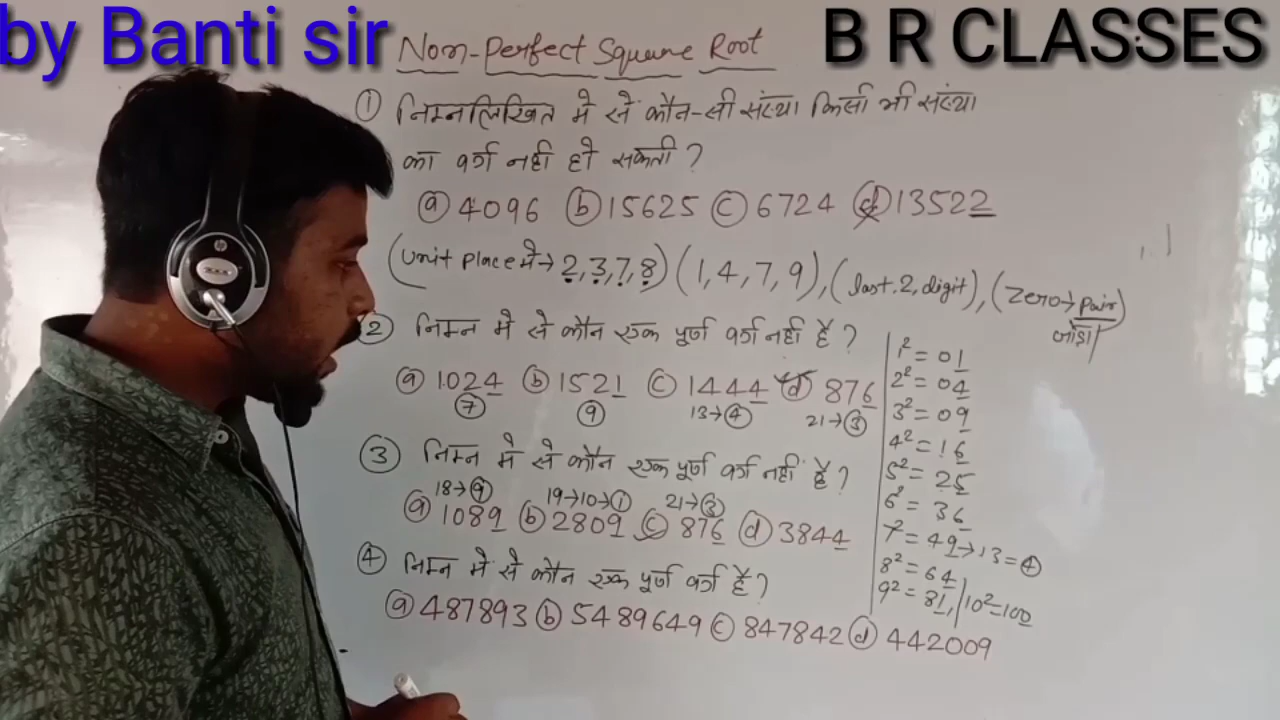 by Banti sir
B R CLASSES
Non-Perfect Square Root
① निम्नलिखित मे से कौन-सी संख्या किसी भी संख्या
का वर्ग नही हो सकती ?
ⓐ 4096 ⓑ 15625 ⓒ 6724 ⓓ 13522
(Unit place मे→ 2,3,7,8) (1,4,7,9), (last.2,digit), (Zero→pair)
जोड़ा
② निम्न मे से कौन एक पूर्ण वर्ग नही है ?
ⓐ 1024 ⓑ 1521 ⓒ 1444 ⓓ 876
⑦ ⑨ 13→④ 21→③
③ निम्न मे से कौन एक पूर्ण वर्ग नही है ?
18→⑨ 19→10→① 21→③
ⓐ 1089 ⓑ 2809 ⓒ 876 ⓓ 3844
④ निम्न मे से कौन एक पूर्ण वर्ग है ?
ⓐ 487893 ⓑ 5489649 ⓒ 847842 ⓓ 442009
1² = 01
2² = 04
3² = 09
4² = 16
5² = 25
6² = 36
7² = 49→13=④
8² = 64
9² = 81, 10²=100